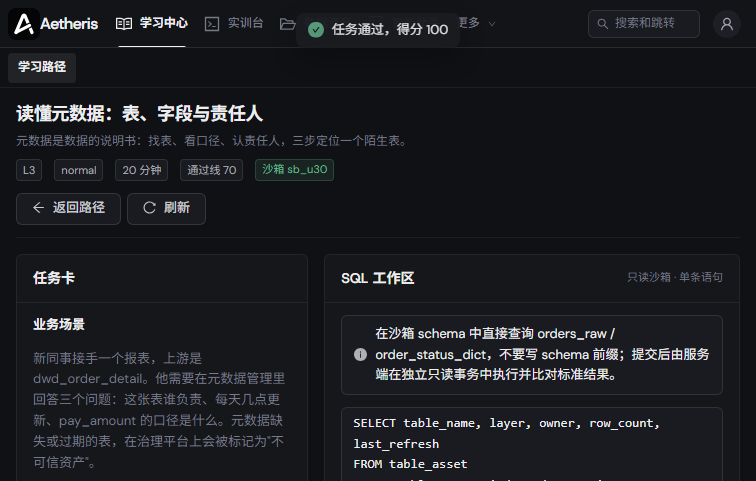 Aetheris
学习中心
实训台
任务通过，得分 100
更多
搜索和跳转
学习路径
读懂元数据：表、字段与责任人
元数据是数据的说明书：找表、看口径、认责任人，三步定位一个陌生表。
L3
normal
20 分钟
通过线 70
沙箱 sb_u30
返回路径
刷新
任务卡
业务场景
新同事接手一个报表，上游是
dwd_order_detail。他需要在元数据管理里
回答三个问题：这张表谁负责、每天几点更
新、pay_amount 的口径是什么。元数据缺
失或过期的表，在治理平台上会被标记为"不
可信资产"。
SQL 工作区
只读沙箱 · 单条语句
在沙箱 schema 中直接查询 orders_raw /
order_status_dict，不要写 schema 前缀；提交后由服务
端在独立只读事务中执行并比对标准结果。
SELECT table_name, layer, owner, row_count,
last_refresh
FROM table_asset